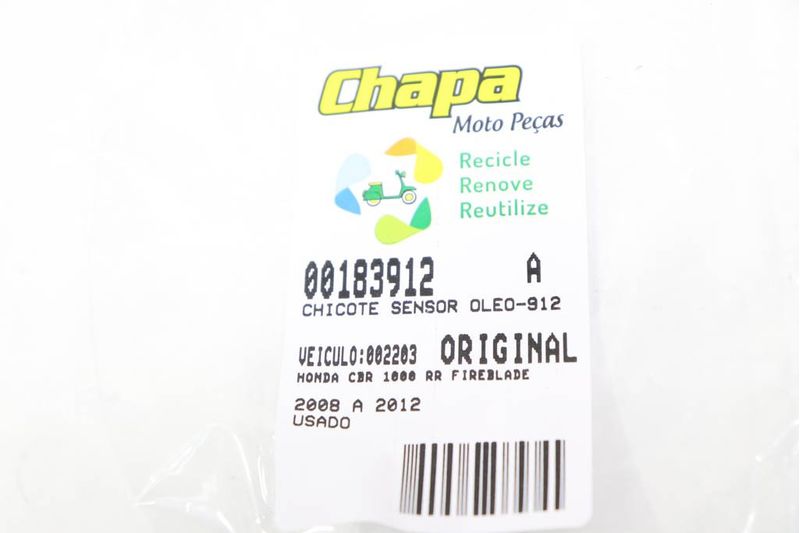 Chapa
Moto Peças
Recicle
Renove
Reutilize
00183912 A
CHICOTE SENSOR OLEO-912
VEICULO:002203 ORIGINAL
HONDA CBR 1000 RR FIREBLADE
2008 A 2012
USADO